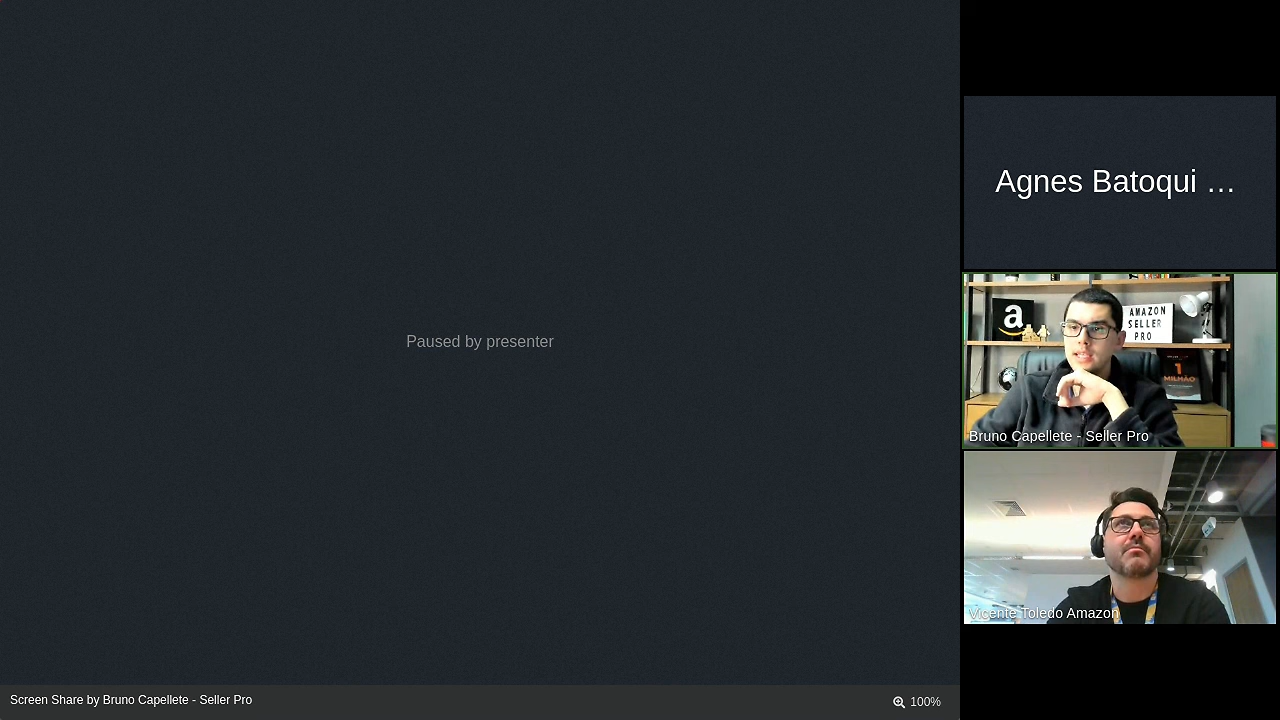 Paused by presenter
Screen Share by Bruno Capellete - Seller Pro
100%
Agnes Batoqui …
a
AMAZON
SELLER
PRO
1
MILHÃO
Bruno Capellete - Seller Pro
Vicente Toledo Amazon